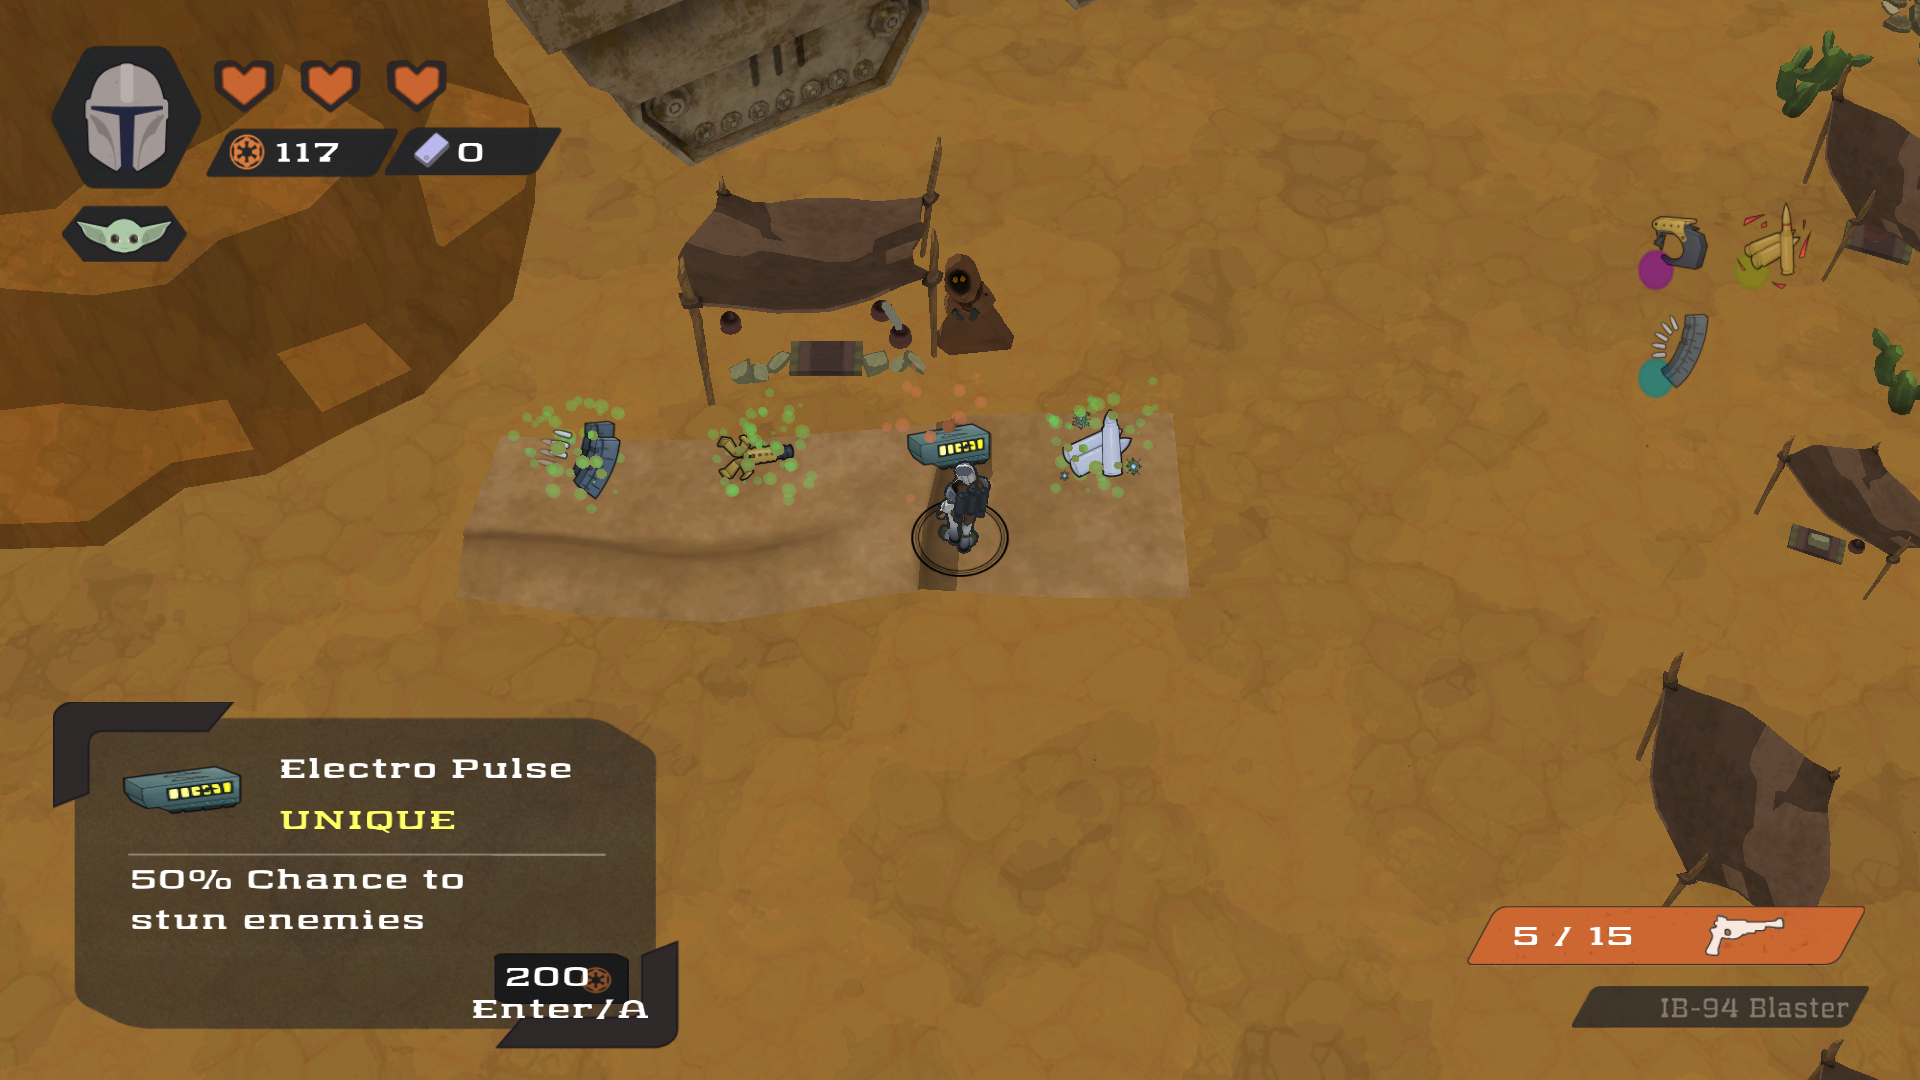 117
0
Electro Pulse
UNIQUE
50% Chance to
stun enemies
200
Enter/A
5 / 15
IB-94 Blaster